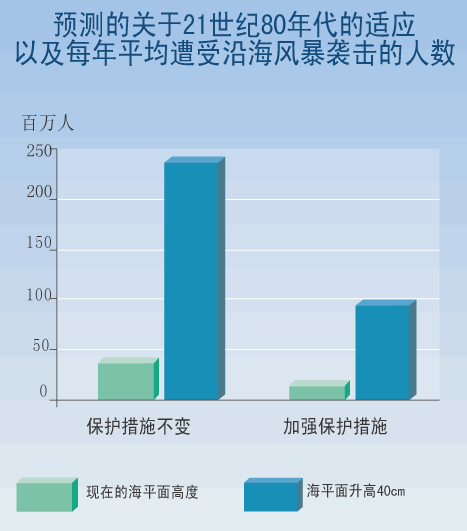 预测的关于21世纪80年代的适应
以及每年平均遭受沿海风暴袭击的人数
百万人
250
200
150
100
50
0
保护措施不变
加强保护措施
现在的海平面高度
海平面升高40cm